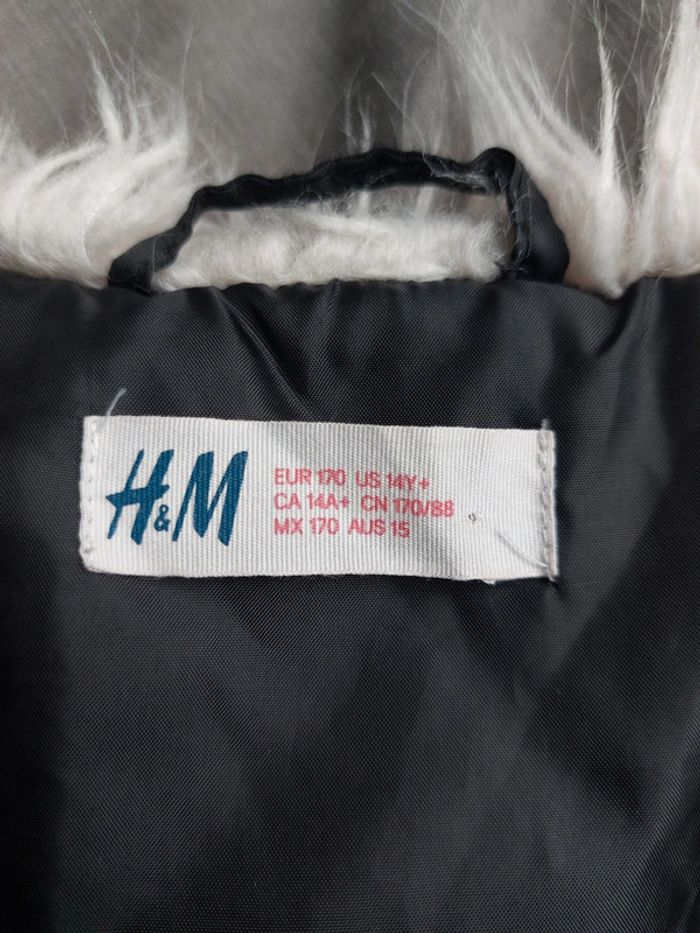 H&M
EUR 170 US 14Y+
CA 14A+ CN 170/88
MX 170 AUS 15